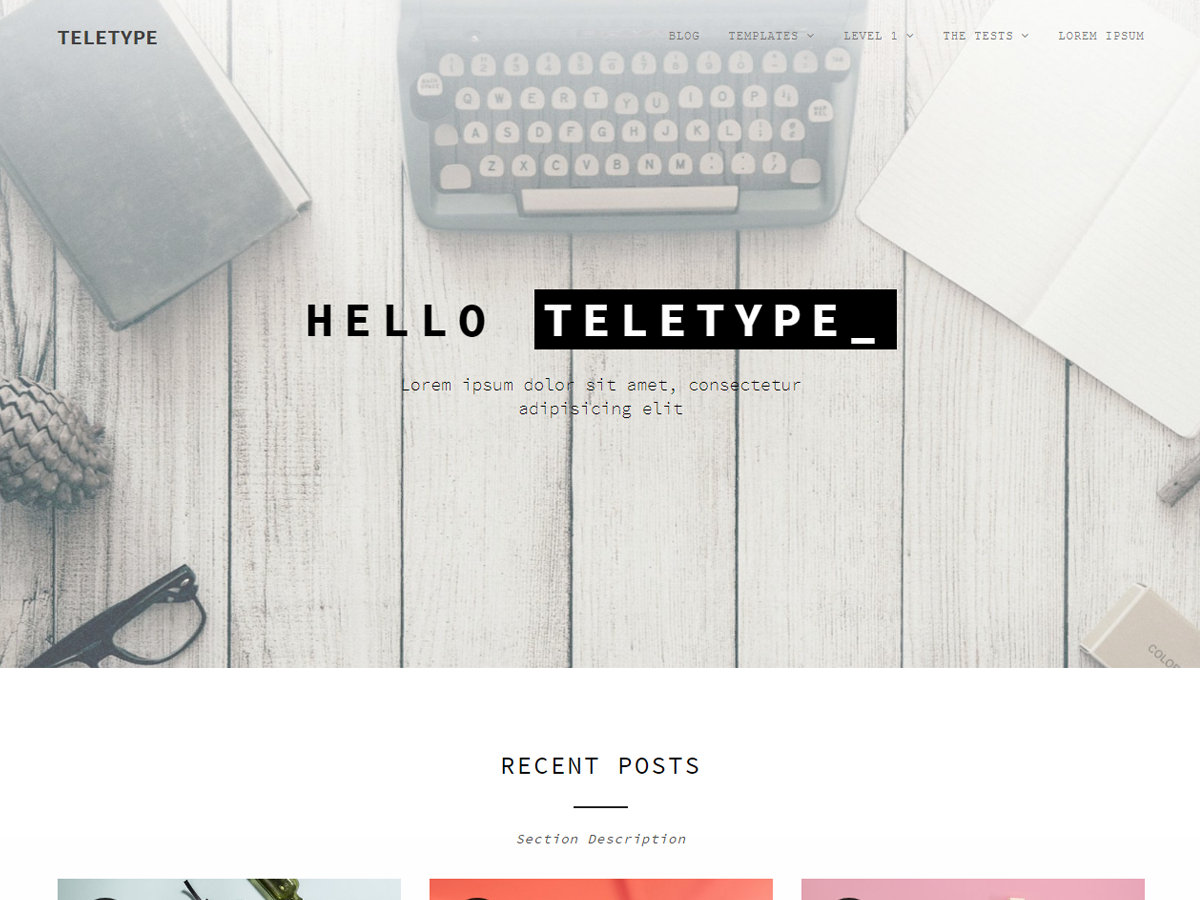 TELETYPE
BLOG TEMPLATES LEVEL 1 THE TESTS LOREM IPSUM
Q W E R T Y U I O P
A S D F G H J K L
Z X C V B N M
HELLO TELETYPE_
Lorem ipsum dolor sit amet, consectetur
adipisicing elit
RECENT POSTS
Section Description